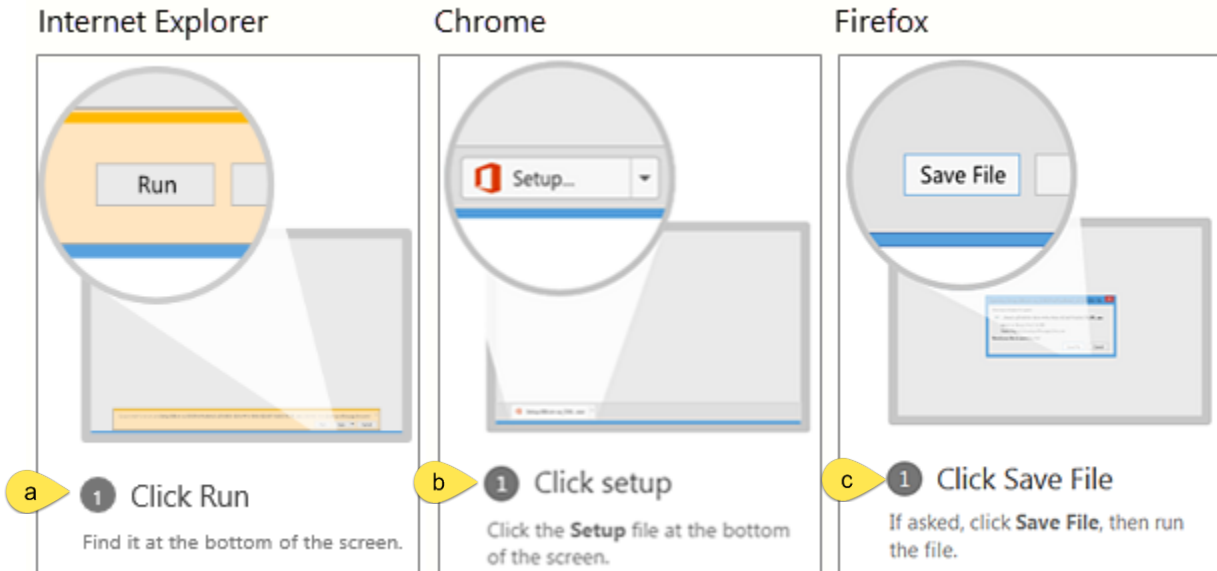 Internet Explorer
Run
a
1
Click Run
Find it at the bottom of the screen.
Chrome
Setup...
b
1
Click setup
Click the Setup file at the bottom
of the screen.
Firefox
Save File
c
1
Click Save File
If asked, click Save File, then run
the file.